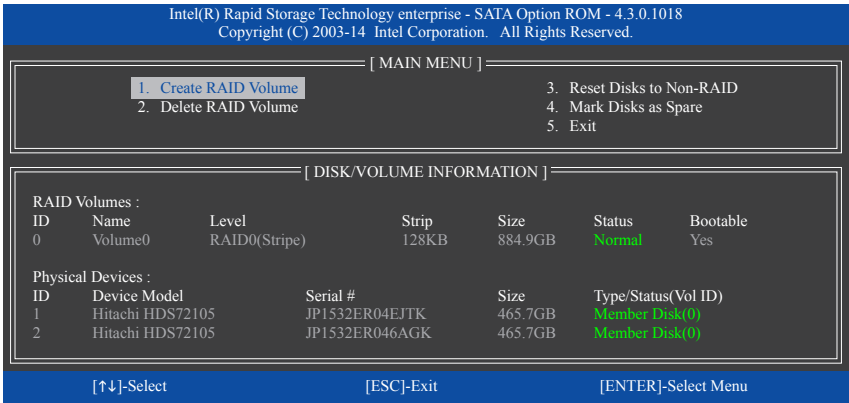 Intel(R) Rapid Storage Technology enterprise - SATA Option ROM - 4.3.0.1018
Copyright (C) 2003-14 Intel Corporation. All Rights Reserved.
[ MAIN MENU ]
1. Create RAID Volume 3. Reset Disks to Non-RAID
2. Delete RAID Volume 4. Mark Disks as Spare
5. Exit
[ DISK/VOLUME INFORMATION ]
RAID Volumes :
ID Name Level Strip Size Status Bootable
0 Volume0 RAID0(Stripe) 128KB 884.9GB Normal Yes
Physical Devices :
ID Device Model Serial # Size Type/Status(Vol ID)
1 Hitachi HDS72105 JP1532ER04EJTK 465.7GB Member Disk(0)
2 Hitachi HDS72105 JP1532ER046AGK 465.7GB Member Disk(0)
[↑↓]-Select [ESC]-Exit [ENTER]-Select Menu